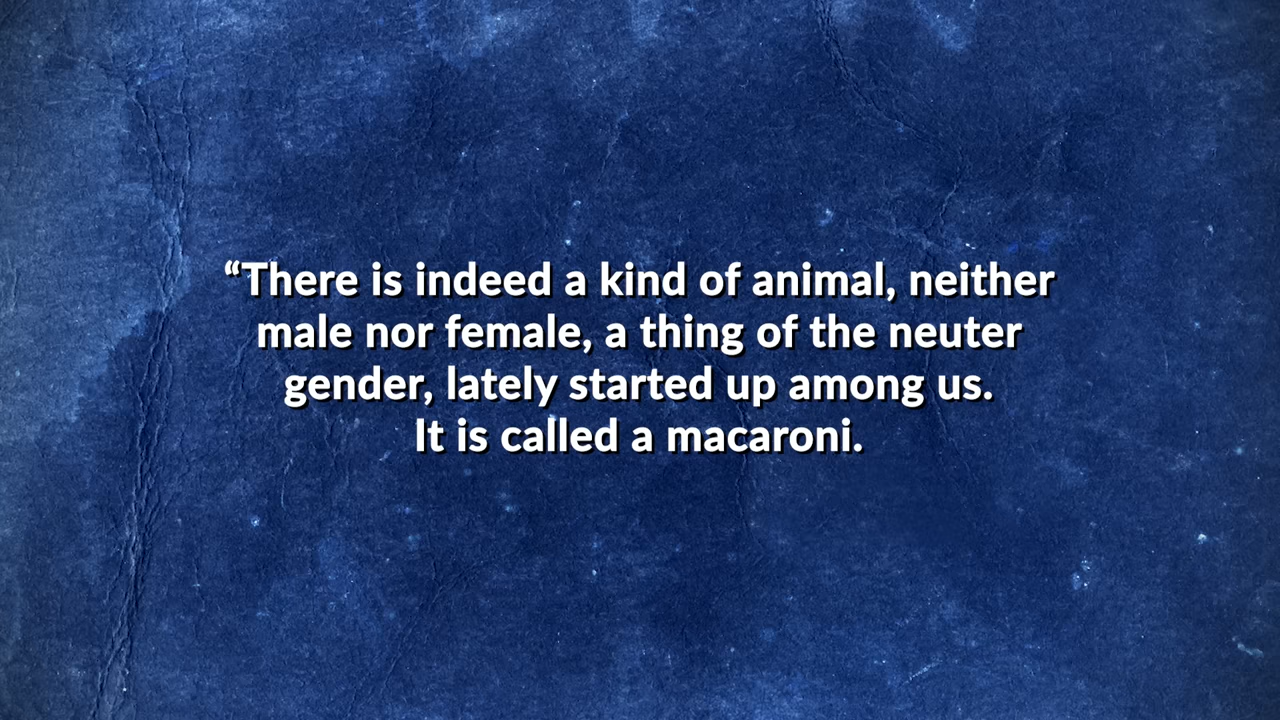 “There is indeed a kind of animal, neither
male nor female, a thing of the neuter
gender, lately started up among us.
It is called a macaroni.